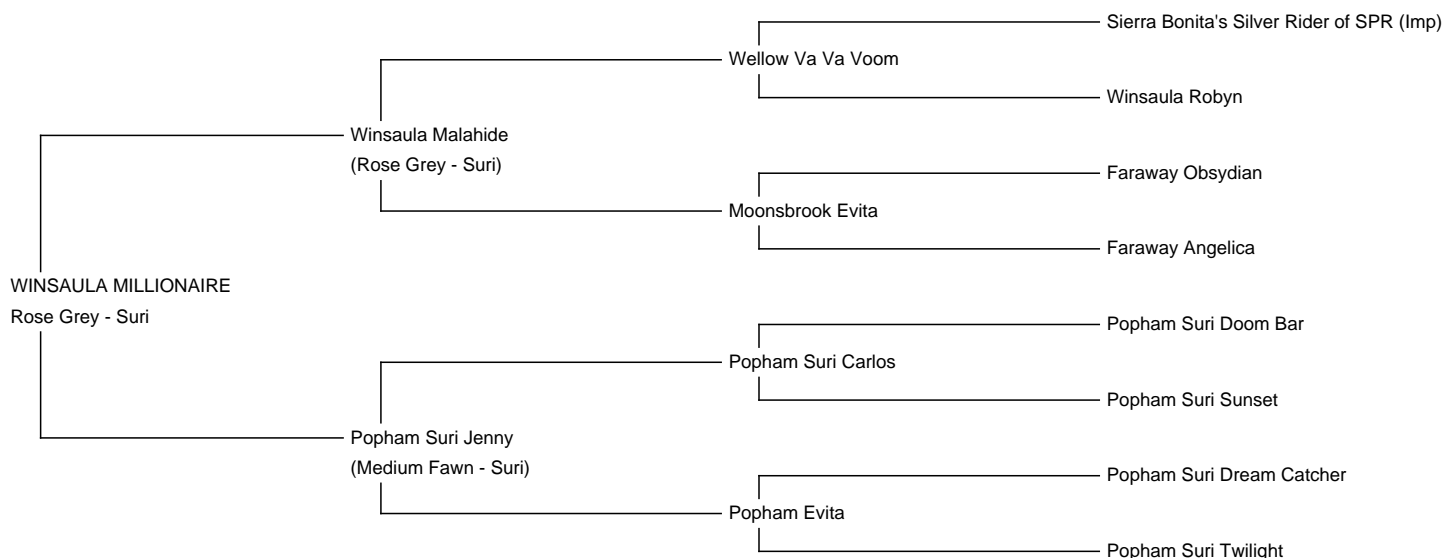 Sierra Bonita's Silver Rider of SPR (Imp)
Wellow Va Va Voom
Winsaula Robyn
Winsaula Malahide
(Rose Grey - Suri)
Faraway Obsydian
Moonsbrook Evita
Faraway Angelica
WINSAULA MILLIONAIRE
Rose Grey - Suri
Popham Suri Doom Bar
Popham Suri Carlos
Popham Suri Sunset
Popham Suri Jenny
(Medium Fawn - Suri)
Popham Suri Dream Catcher
Popham Evita
Popham Suri Twilight